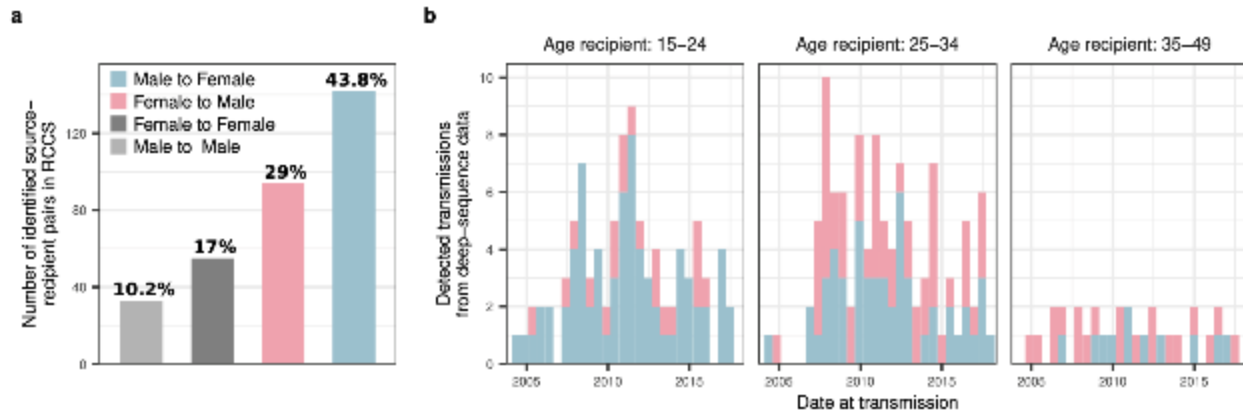 a
Number of identified source–
recipient pairs in RCCS
120
80
40
0
Male to Female
Female to Male
Female to Female
Male to Male
10.2%
17%
29%
43.8%
b
Age recipient: 15–24
Age recipient: 25–34
Age recipient: 35–49
Detected transmissions
from deep–sequence data
10
8
6
4
2
0
2005
2010
2015
2005
2010
2015
2005
2010
2015
Date at transmission